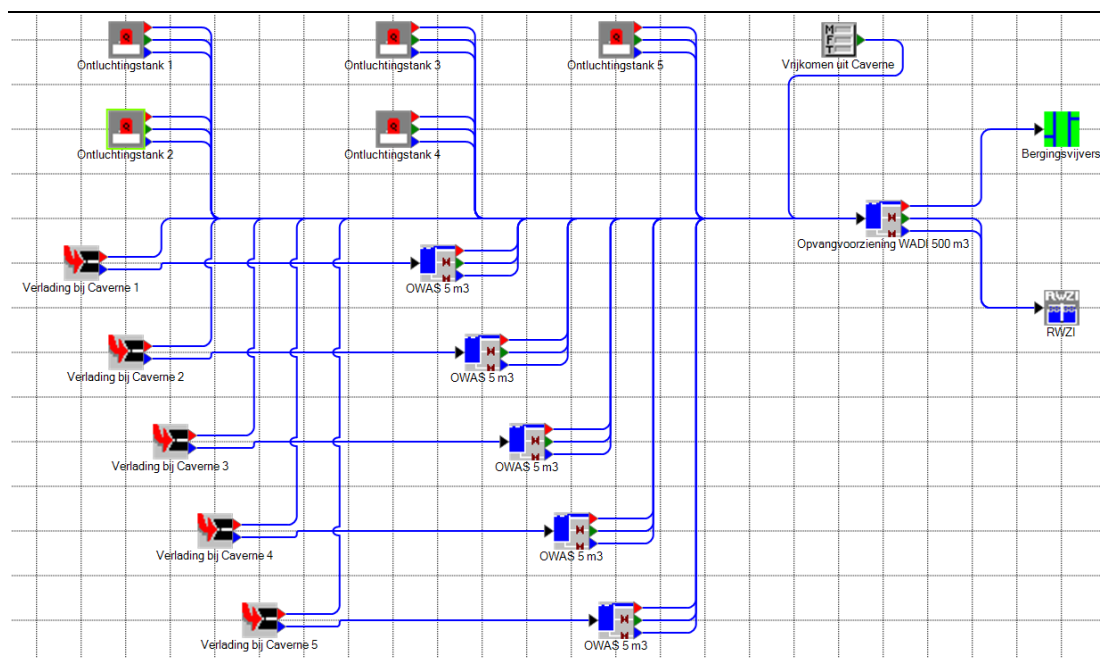 Ontluchtingstank 1
Ontluchtingstank 3
Ontluchtingstank 5
M
F
T
Vrijkomen uit Caverne
Ontluchtingstank 2
Ontluchtingstank 4
Bergingsvijvers
Opvangvoorziening WADI 500 m3
Verlading bij Caverne 1
OWAS 5 m3
RWZI
RWZI
Verlading bij Caverne 2
OWAS 5 m3
Verlading bij Caverne 3
OWAS 5 m3
Verlading bij Caverne 4
OWAS 5 m3
Verlading bij Caverne 5
OWAS 5 m3